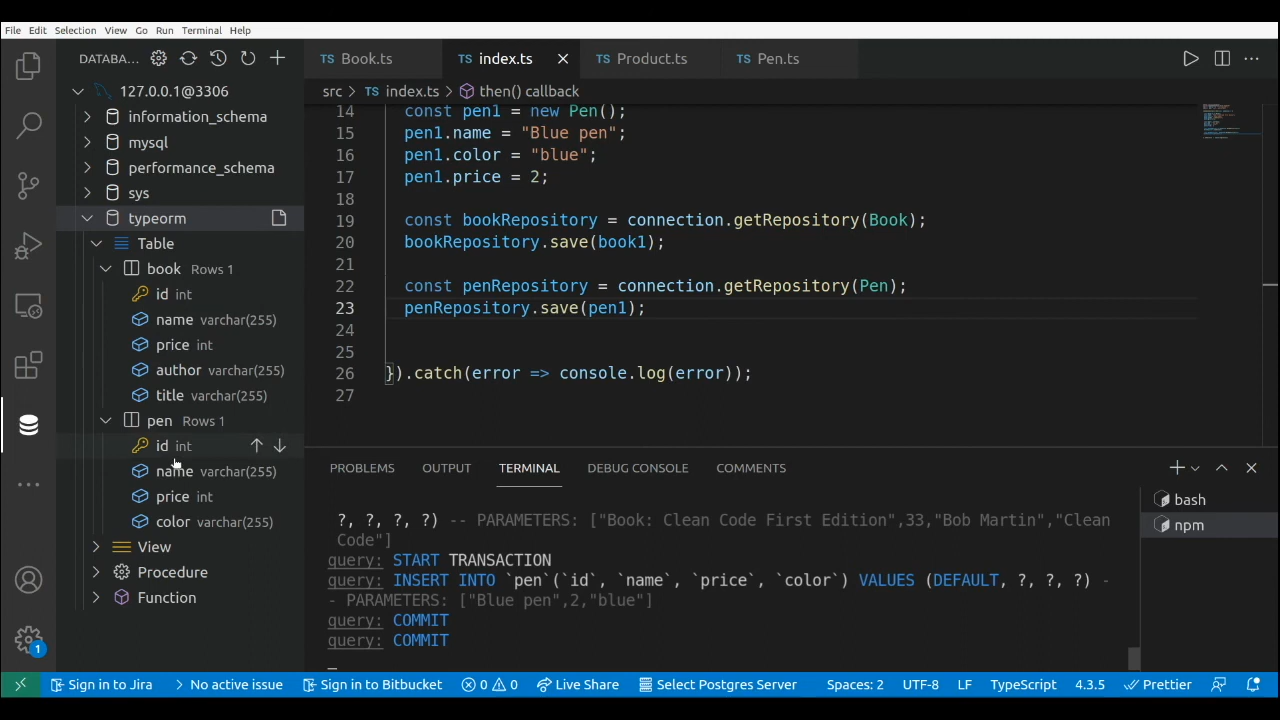 File Edit Selection View Go Run Terminal Help
DATABA...
TS Book.ts
TS index.ts
TS Product.ts
TS Pen.ts
src > TS index.ts > then() callback
127.0.0.1@3306
information_schema
mysql
performance_schema
sys
typeorm
Table
book Rows 1
id int
name varchar(255)
price int
author varchar(255)
title varchar(255)
pen Rows 1
id int
name varchar(255)
price int
color varchar(255)
View
Procedure
Function
14 const pen1 = new Pen();
15 pen1.name = "Blue pen";
16 pen1.color = "blue";
17 pen1.price = 2;
18
19 const bookRepository = connection.getRepository(Book);
20 bookRepository.save(book1);
21
22 const penRepository = connection.getRepository(Pen);
23 penRepository.save(pen1);
24
25
26 }).catch(error => console.log(error));
27
PROBLEMS OUTPUT TERMINAL DEBUG CONSOLE COMMENTS
?, ?, ?, ?) -- PARAMETERS: ["Book: Clean Code First Edition",33,"Bob Martin","Clean
Code"]
query: START TRANSACTION
query: INSERT INTO `pen`(`id`, `name`, `price`, `color`) VALUES (DEFAULT, ?, ?, ?) -
- PARAMETERS: ["Blue pen",2,"blue"]
query: COMMIT
query: COMMIT
bash
npm
1
Sign in to Jira > No active issue Sign in to Bitbucket 0 0 Live Share Select Postgres Server Spaces: 2 UTF-8 LF TypeScript 4.3.5 Prettier